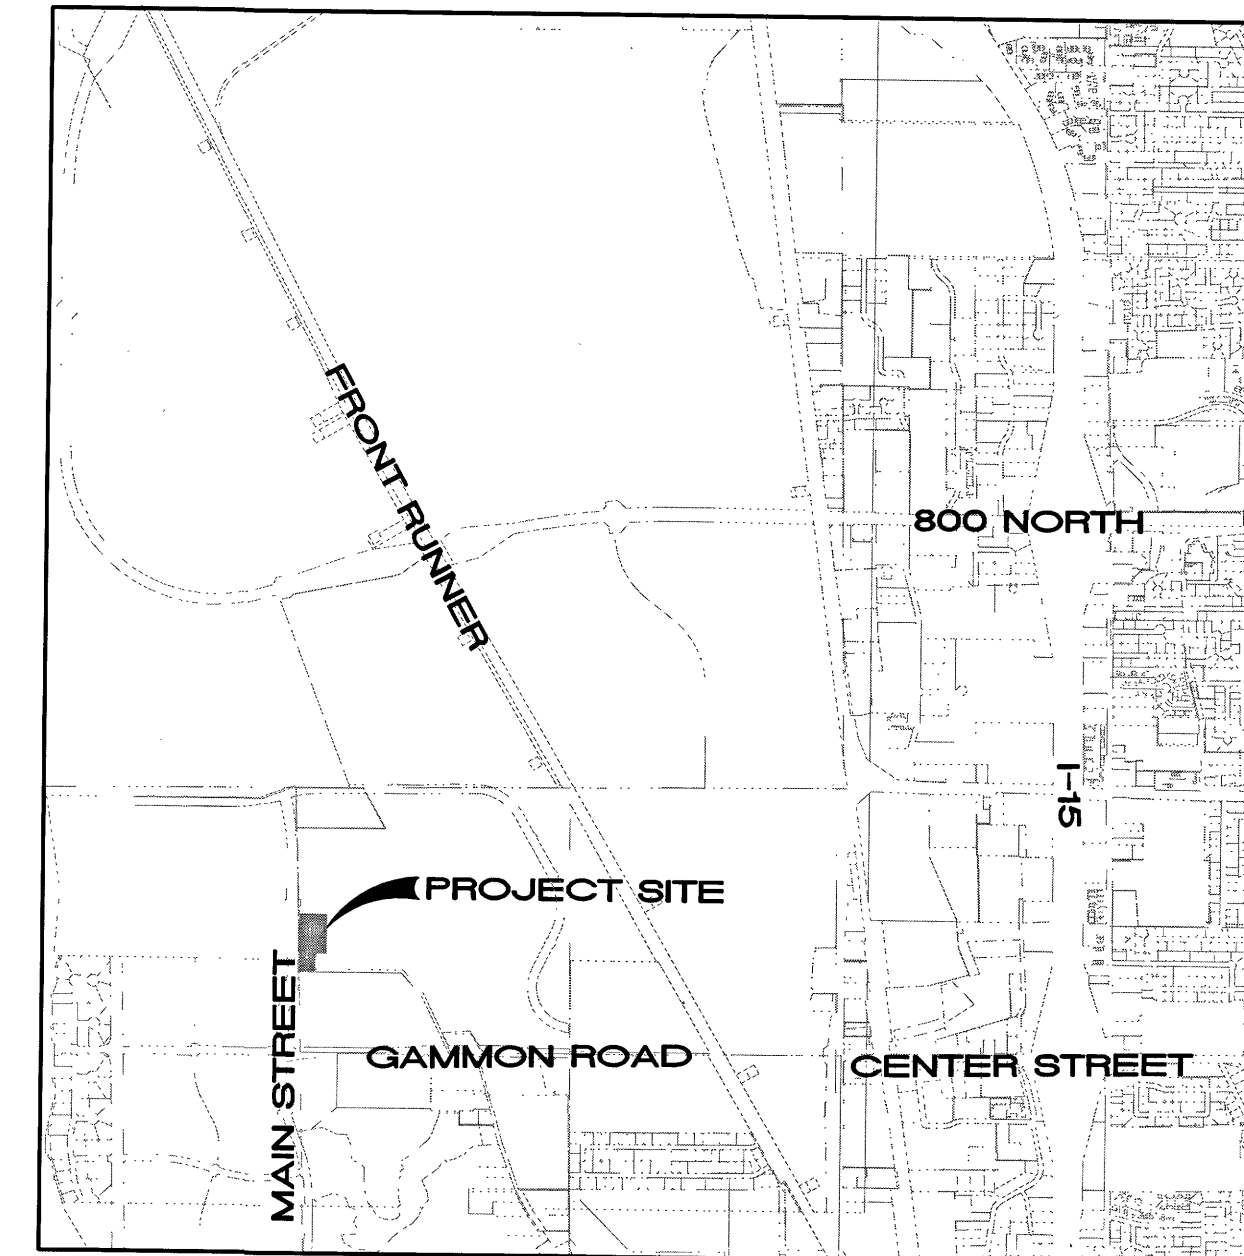 FRONT RUNNER
800 NORTH
I-15
PROJECT SITE
MAIN STREET
GAMMON ROAD
CENTER STREET